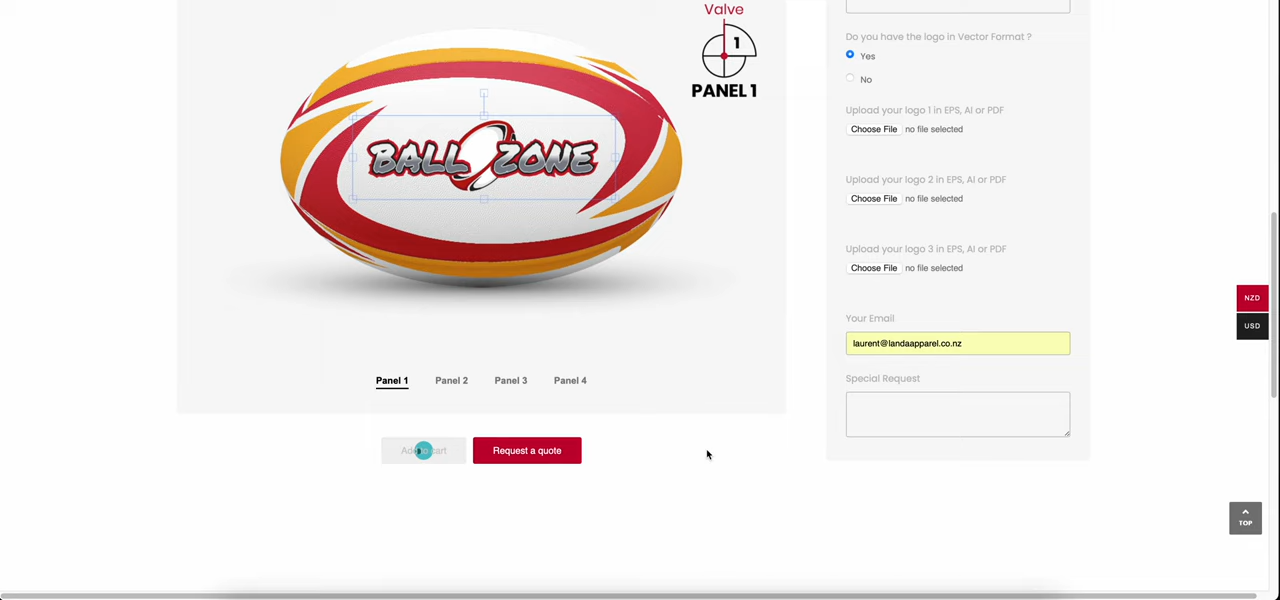 Valve
1
PANEL 1
BALL ZONE
Panel 1
Panel 2
Panel 3
Panel 4
Add to cart
Request a quote
Do you have the logo in Vector Format ?
Yes
No
Upload your logo 1 in EPS, AI or PDF
Choose File no file selected
Upload your logo 2 in EPS, AI or PDF
Choose File no file selected
Upload your logo 3 in EPS, AI or PDF
Choose File no file selected
Your Email
laurent@landaapparel.co.nz
Special Request
NZD
USD
TOP